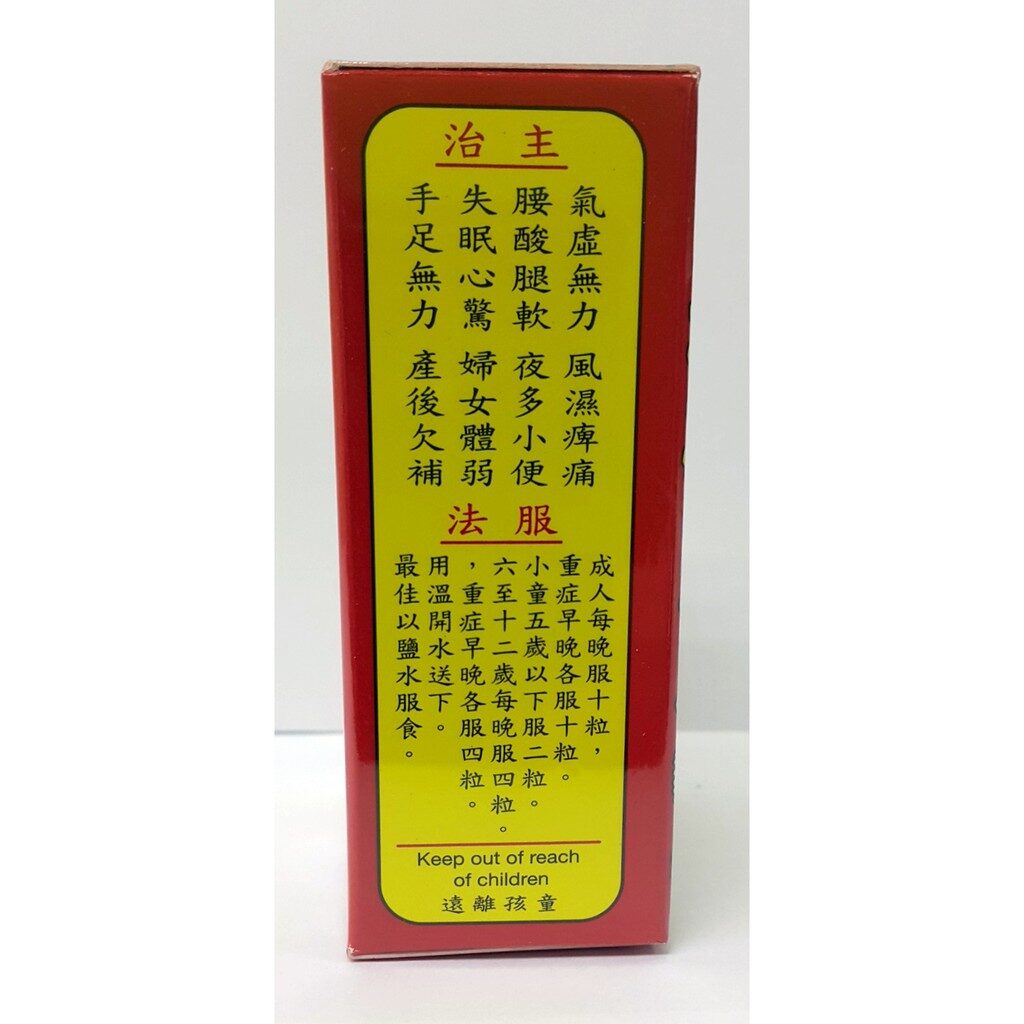 主治
氣虛無力
腰酸腿軟
失眠心驚
手足無力
風濕痺痛
夜多小便
婦女體弱
產後欠補
服法
成人每晚服十粒，
重症早晚各服十粒。
小童五歲以下服二粒。
六至十二歲每晚服四粒。
，重症早晚各服四粒。
用溫開水送下。
最佳以鹽水服食。
Keep out of reach
of children
遠離孩童